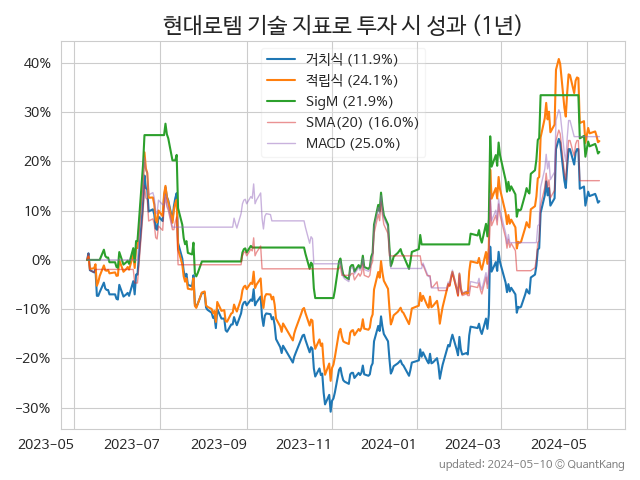 현대로템 기술 지표로 투자 시 성과 (1년)
거치식 (11.9%)
적립식 (24.1%)
SigM (21.9%)
SMA(20) (16.0%)
MACD (25.0%)
40%
30%
20%
10%
0%
−10%
−20%
−30%
2023-05 2023-07 2023-09 2023-11 2024-01 2024-03 2024-05
updated: 2024-05-10 © QuantKang